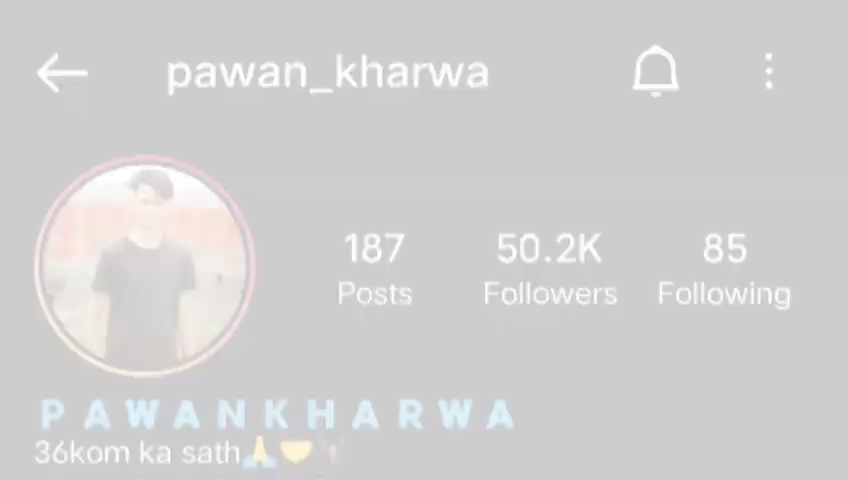 pawan_kharwa
187 50.2K 85
Posts Followers Following
PAWANKHARWA
36kom ka sath🙏🤝